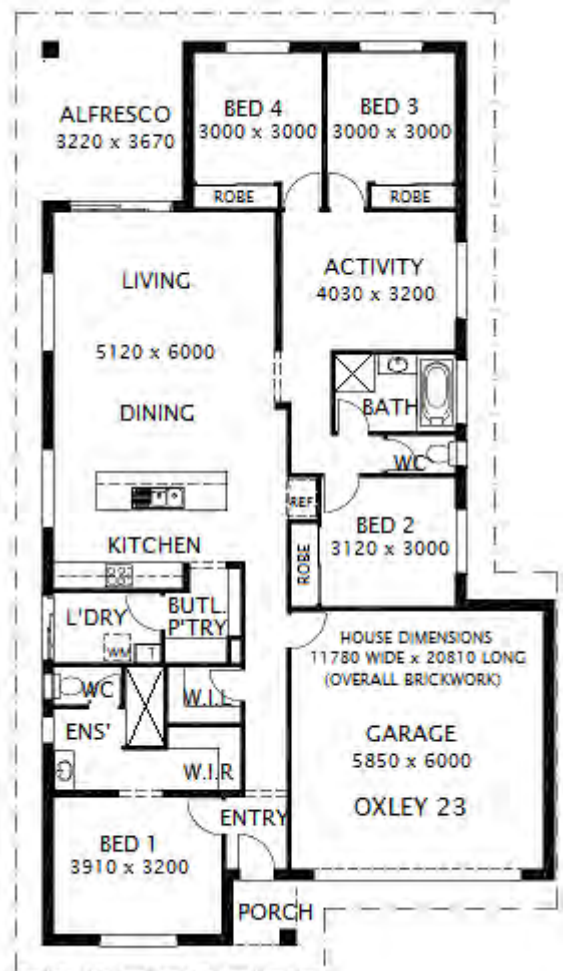 ALFRESCO
3220 x 3670
BED 4
3000 x 3000
BED 3
3000 x 3000
ROBE
ROBE
LIVING
5120 x 6000
DINING
ACTIVITY
4030 x 3200
BATH
WC
REF
BED 2
3120 x 3000
ROBE
KITCHEN
L'DRY
WM
T
BUTL.
P'TRY
WC
ENS'
W.I.L
W.I.R
HOUSE DIMENSIONS
11780 WIDE x 20810 LONG
(OVERALL BRICKWORK)
GARAGE
5850 x 6000
OXLEY 23
ENTRY
BED 1
3910 x 3200
PORCH